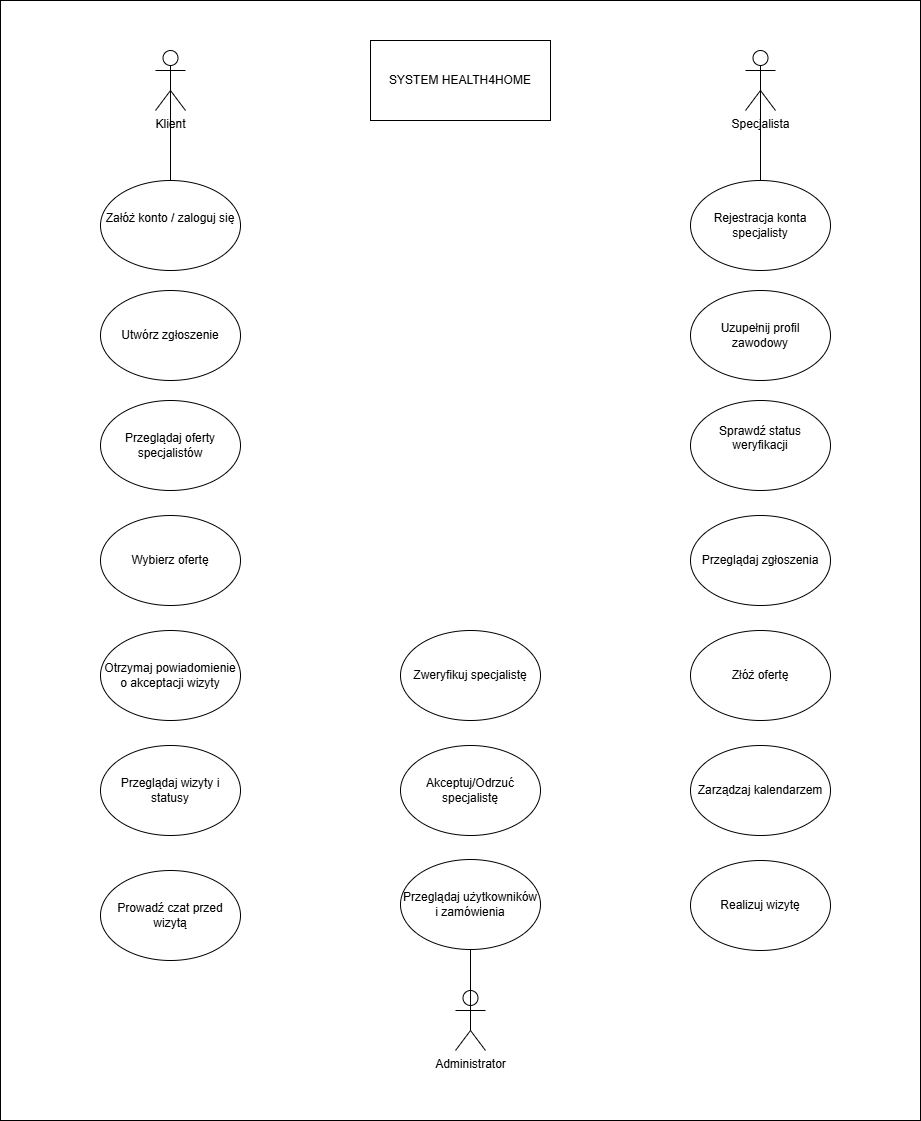 SYSTEM HEALTH4HOME
Klient
Załóż konto / zaloguj się
Utwórz zgłoszenie
Przeglądaj oferty
specjalistów
Wybierz ofertę
Otrzymaj powiadomienie
o akceptacji wizyty
Przeglądaj wizyty i
statusy
Prowadź czat przed
wizytą
Zweryfikuj specjalistę
Akceptuj/Odrzuć
specjalistę
Przeglądaj użytkowników
i zamówienia
Administrator
Specjalista
Rejestracja konta
specjalisty
Uzupełnij profil
zawodowy
Sprawdź status
weryfikacji
Przeglądaj zgłoszenia
Złóż ofertę
Zarządzaj kalendarzem
Realizuj wizytę